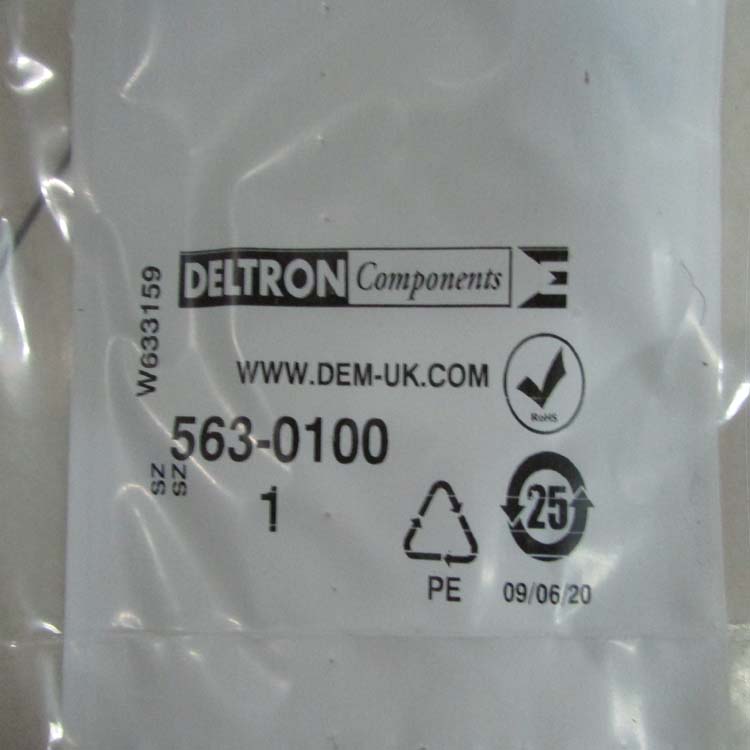 DELTRON Components
WWW.DEM-UK.COM
RoHS
W633159
563-0100
SZ
SZ
1
25
PE
09/06/20